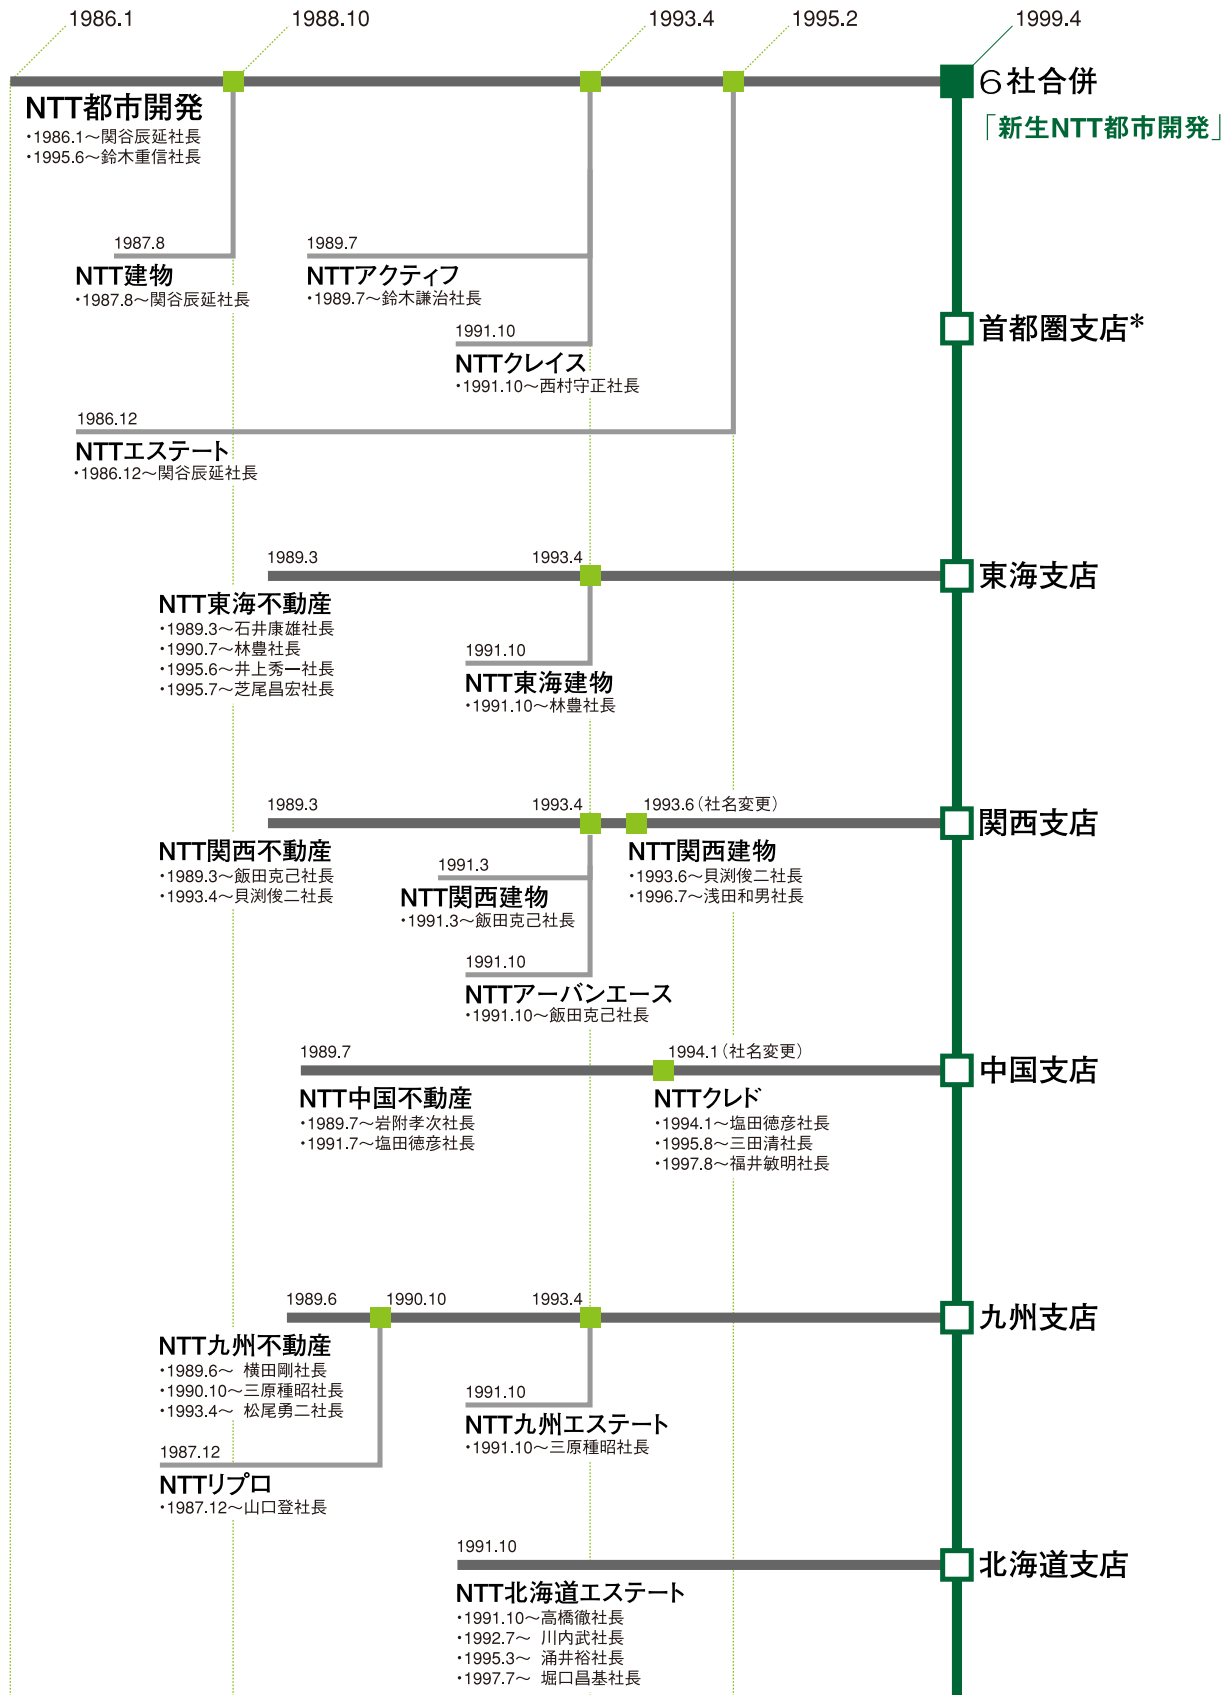 1986.1
1988.10
1993.4
1995.2
1999.4
6社合併
「新生NTT都市開発」
NTT都市開発
・1986.1〜関谷辰延社長
・1995.6〜鈴木重信社長
1987.8
NTT建物
・1987.8〜関谷辰延社長
1989.7
NTTアクティフ
・1989.7〜鈴木謙治社長
1991.10
NTTクレイス
・1991.10〜西村守正社長
首都圏支店*
1986.12
NTTエステート
・1986.12〜関谷辰延社長
1989.3
1993.4
東海支店
NTT東海不動産
・1989.3〜石井康雄社長
・1990.7〜林豊社長
・1995.6〜井上秀一社長
・1995.7〜芝尾昌宏社長
1991.10
NTT東海建物
・1991.10〜林豊社長
1989.3
1993.4
1993.6(社名変更)
関西支店
NTT関西不動産
・1989.3〜飯田克己社長
・1993.4〜貝渕俊二社長
NTT関西建物
・1993.6〜貝渕俊二社長
・1996.7〜浅田和男社長
1991.3
NTT関西建物
・1991.3〜飯田克己社長
1991.10
NTTアーバンエース
・1991.10〜飯田克己社長
1989.7
1994.1(社名変更)
中国支店
NTT中国不動産
・1989.7〜岩附孝次社長
・1991.7〜塩田徳彦社長
NTTクレド
・1994.1〜塩田徳彦社長
・1995.8〜三田清社長
・1997.8〜福井敏明社長
1989.6
1990.10
1993.4
九州支店
NTT九州不動産
・1989.6〜 横田剛社長
・1990.10〜三原種昭社長
・1993.4〜 松尾勇二社長
1991.10
NTT九州エステート
・1991.10〜三原種昭社長
1987.12
NTTリプロ
・1987.12〜山口登社長
1991.10
北海道支店
NTT北海道エステート
・1991.10〜高橋徹社長
・1992.7〜 川内武社長
・1995.3〜 涌井裕社長
・1997.7〜 堀口昌基社長